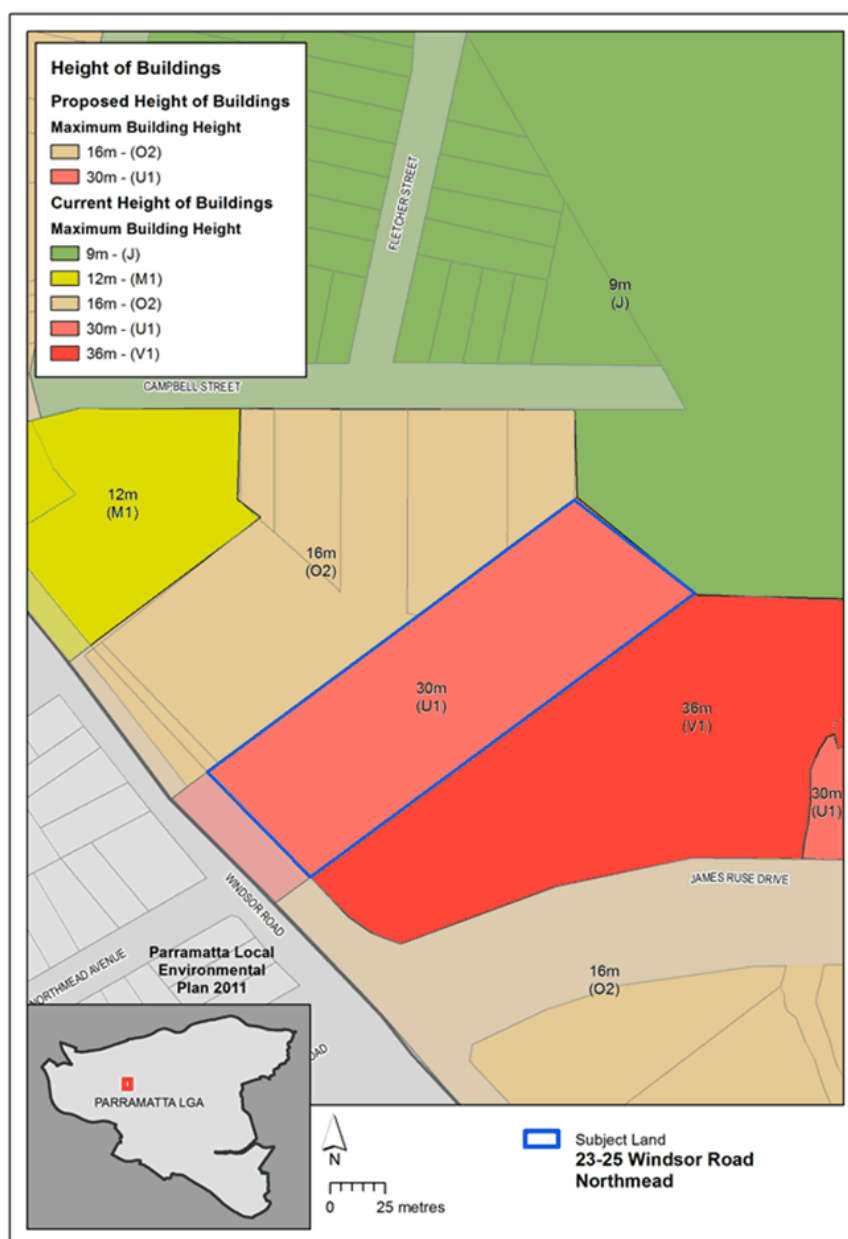 Height of Buildings
Proposed Height of Buildings
Maximum Building Height
16m - (O2)
30m - (U1)
Current Height of Buildings
Maximum Building Height
9m - (J)
12m - (M1)
16m - (O2)
30m - (U1)
36m - (V1)
FLETCHER STREET
9m
(J)
CAMPBELL STREET
12m
(M1)
16m
(O2)
30m
(U1)
36m
(V1)
30m
(U1)
JAMES RUSE DRIVE
WINDSOR ROAD
NORTHMEAD AVENUE
Parramatta Local
Environmental
Plan 2011
16m
(O2)
PARRAMATTA LGA
N
0 25 metres
Subject Land
23-25 Windsor Road
Northmead